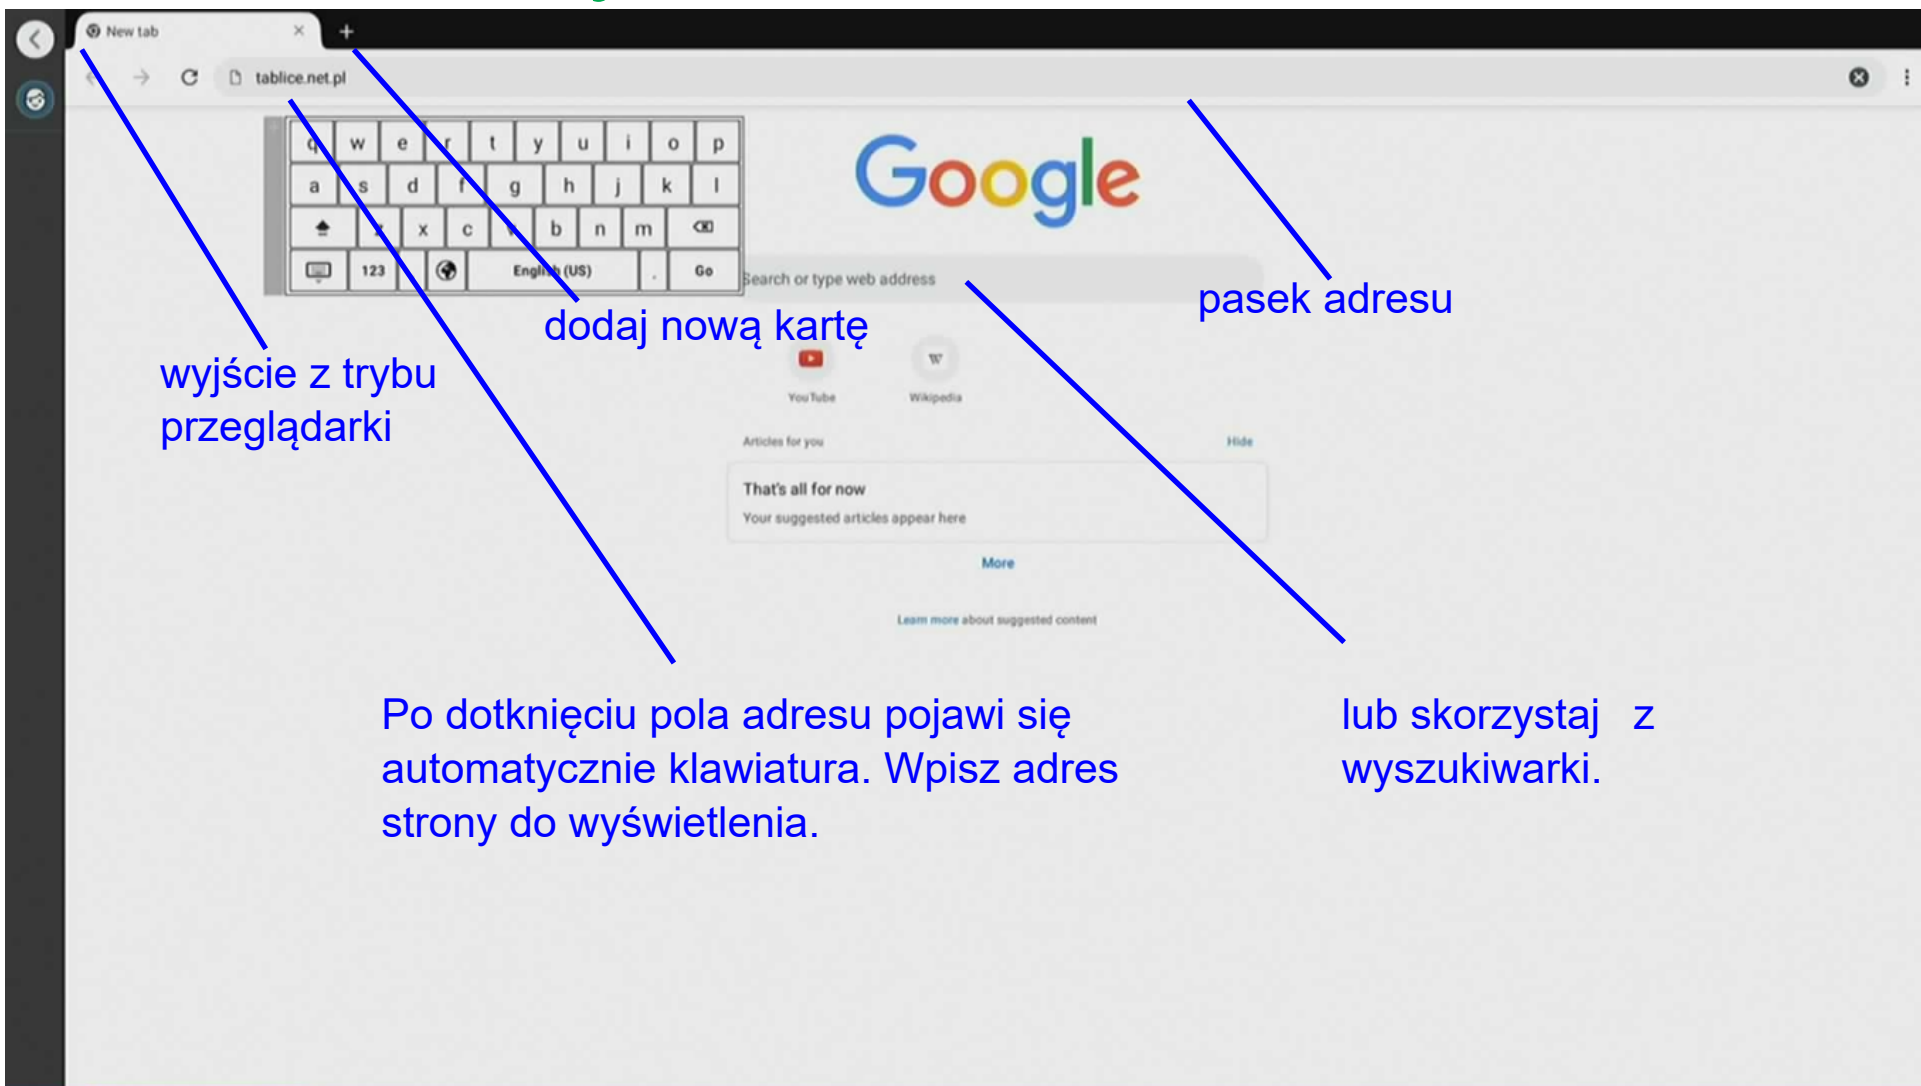 New tab
tablice.net.pl
q w e r t y u i o p
a s d f g h j k l
z x c v b n m
123 English (US) . Go
Google
Search or type web address
pasek adresu
dodaj nową kartę
wyjście z trybu
przeglądarki
YouTube Wikipedia
Articles for you Hide
That's all for now
Your suggested articles appear here
More
Learn more about suggested content
Po dotknięciu pola adresu pojawi się
automatycznie klawiatura. Wpisz adres
strony do wyświetlenia.
lub skorzystaj z
wyszukiwarki.